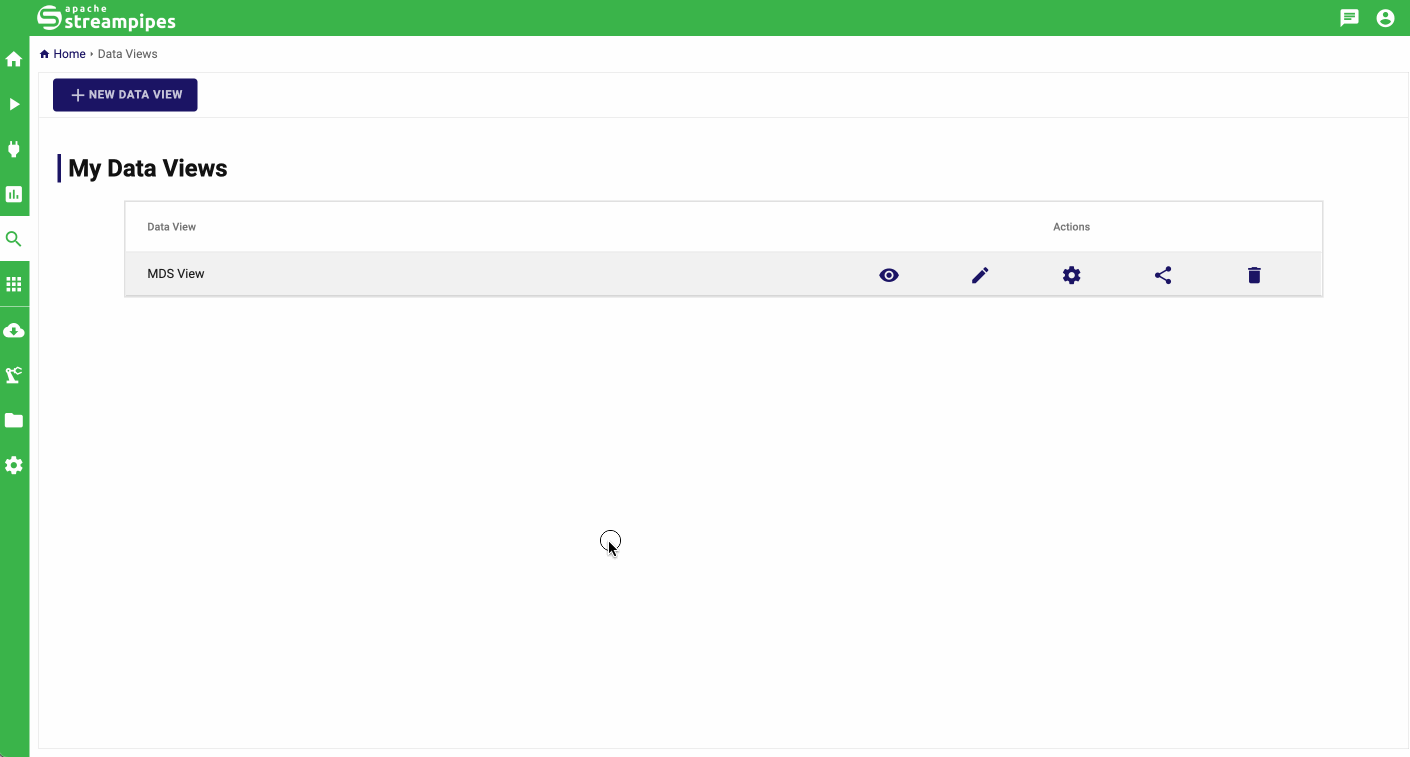 apache
streampipes
Home • Data Views
NEW DATA VIEW
My Data Views
Data View Actions
MDS View